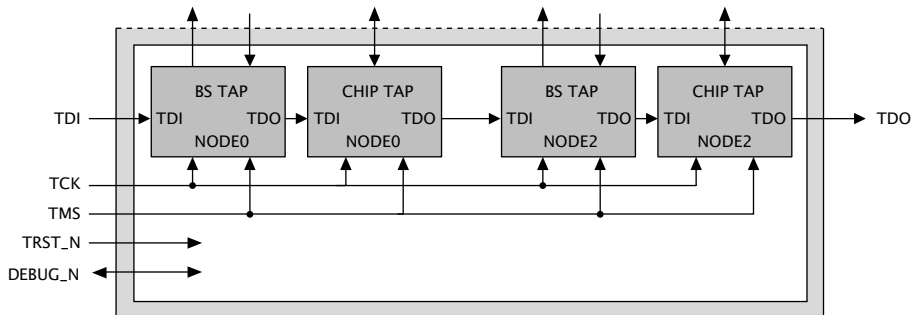 BS TAP CHIP TAP BS TAP CHIP TAP
TDI TDI TDO TDI TDO TDI TDO TDI TDO TDO
NODE0 NODE0 NODE2 NODE2
TCK
TMS
TRST_N
DEBUG_N